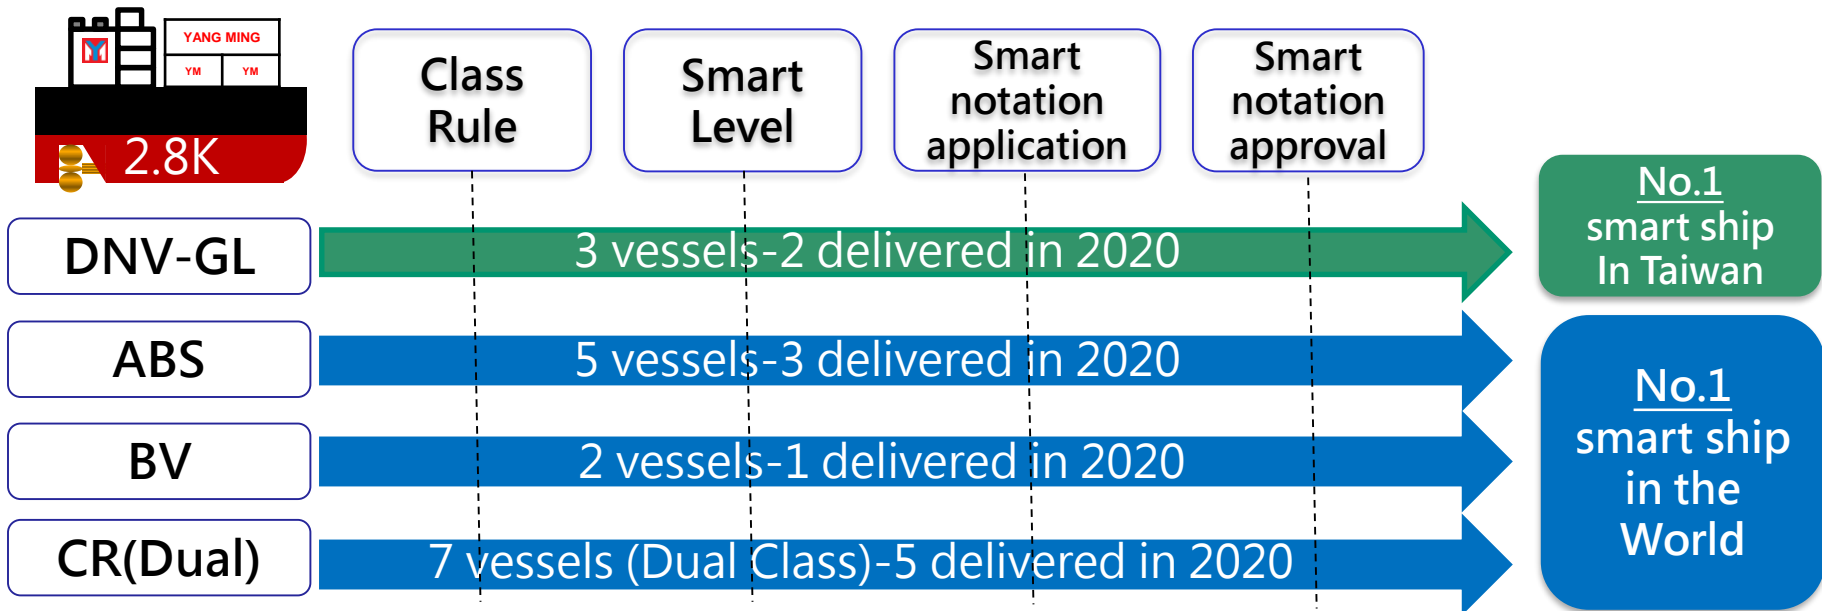 YANG MING
YM YM
2.8K
Class
Rule
Smart
Level
Smart
notation
application
Smart
notation
approval
DNV-GL
3 vessels-2 delivered in 2020
No.1
smart ship
In Taiwan
ABS
5 vessels-3 delivered in 2020
BV
2 vessels-1 delivered in 2020
CR(Dual)
7 vessels (Dual Class)-5 delivered in 2020
No.1
smart ship
in the
World